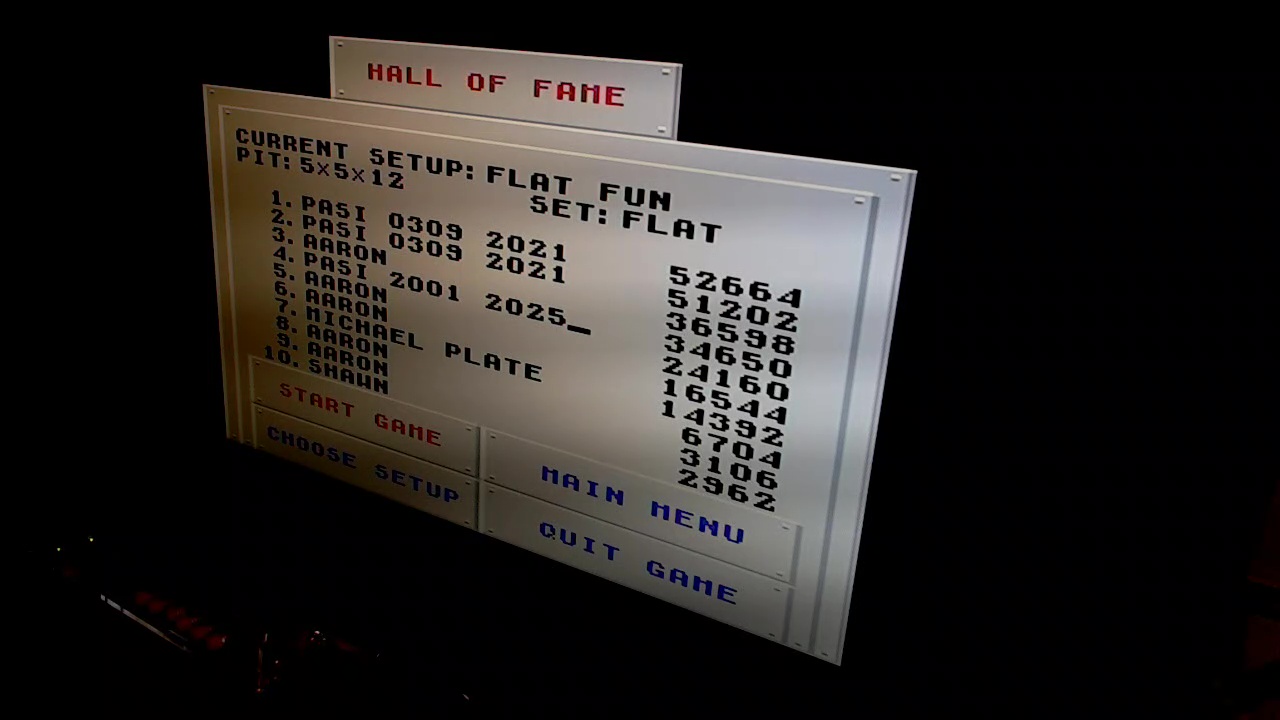 HALL OF FAME
CURRENT SETUP: FLAT FUN
PIT: 5x5x12 SET: FLAT
1. PASI 0309 2021 52664
2. PASI 0309 2021 51202
3. AARON 36598
4. PASI 2001 2025_ 34650
5. AARON 24160
6. AARON 16544
7. MICHAEL PLATE 14392
8. AARON 6704
9. AARON 3106
10. SHAWN 2962
START GAME MAIN MENU
CHOOSE SETUP QUIT GAME